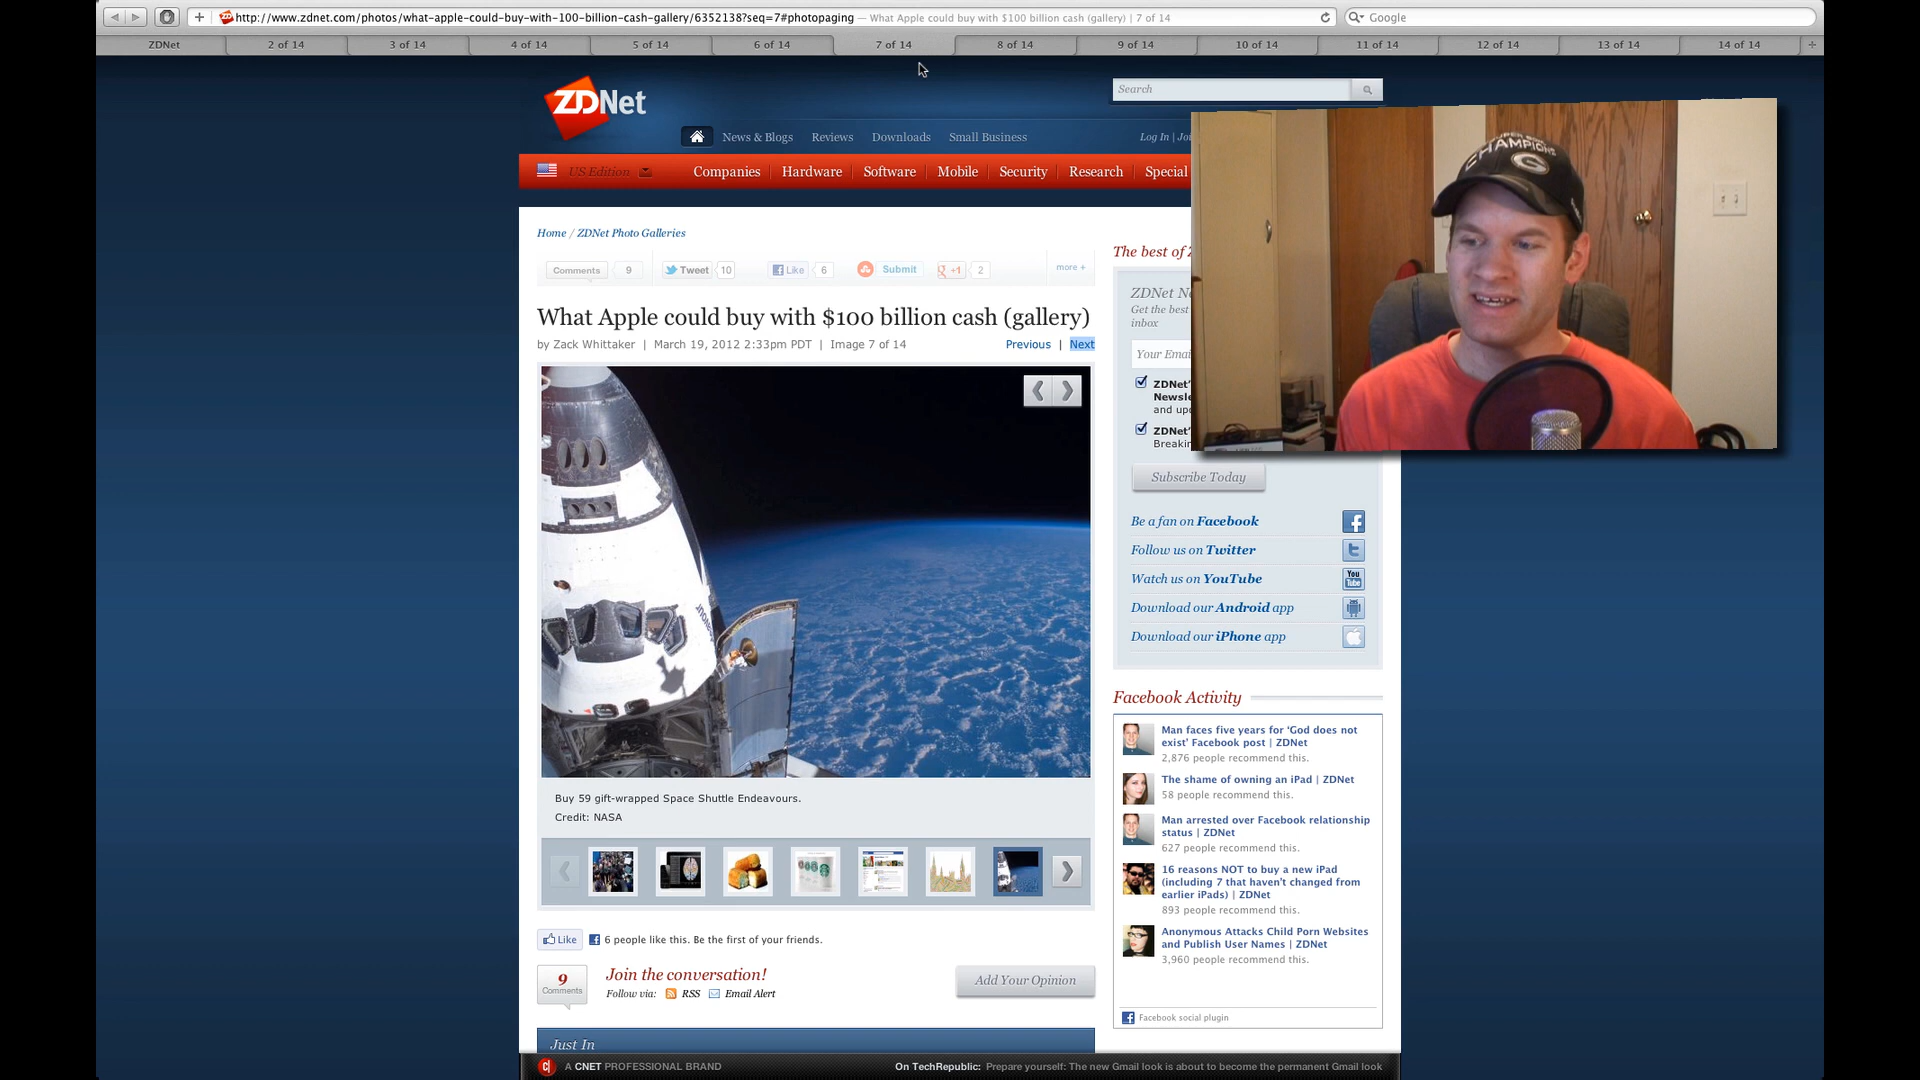 http://www.zdnet.com/photos/what-apple-could-buy-with-100-billion-cash-gallery/6352138?seq=7#photopaging — What Apple could buy with $100 billion cash (gallery) | 7 of 14
Google
ZDNet 2 of 14 3 of 14 4 of 14 5 of 14 6 of 14 7 of 14 8 of 14 9 of 14 10 of 14 11 of 14 12 of 14 13 of 14 14 of 14
ZDNet
Search
News & Blogs Reviews Downloads Small Business Log In |
US Edition Companies Hardware Software Mobile Security Research Special
CHAMPIONS
G
Home / ZDNet Photo Galleries
The best of
Comments 9 Tweet 10 Like 6 Submit +1 2 more +
ZDNet
Get the best
inbox
What Apple could buy with $100 billion cash (gallery)
by Zack Whittaker | March 19, 2012 2:33pm PDT | Image 7 of 14 Previous | Next
Your
ZDNet's
and
ZDNet's
Subscribe Today
Be a fan on Facebook
Follow us on Twitter
Watch us on YouTube
You
Tube
Download our Android app
Download our iPhone app
Buy 59 gift-wrapped Space Shuttle Endeavours.
Credit: NASA
Facebook Activity
Man faces five years for 'God does not
exist' Facebook post | ZDNet
2,876 people recommend this.
The shame of owning an iPad | ZDNet
58 people recommend this.
Man arrested over Facebook relationship
status | ZDNet
627 people recommend this.
16 reasons NOT to buy a new iPad
(including 7 that haven't changed from
earlier iPads) | ZDNet
893 people recommend this.
Anonymous Attacks Child Porn Websites
and Publish User Names | ZDNet
3,960 people recommend this.
Facebook social plugin
Like 6 people like this. Be the first of your friends.
9
Comments
Join the conversation!
Follow via: RSS Email Alert
Add Your Opinion
Just In
A CNET PROFESSIONAL BRAND
On TechRepublic: Prepare yourself: The new Gmail look is about to become the permanent Gmail look